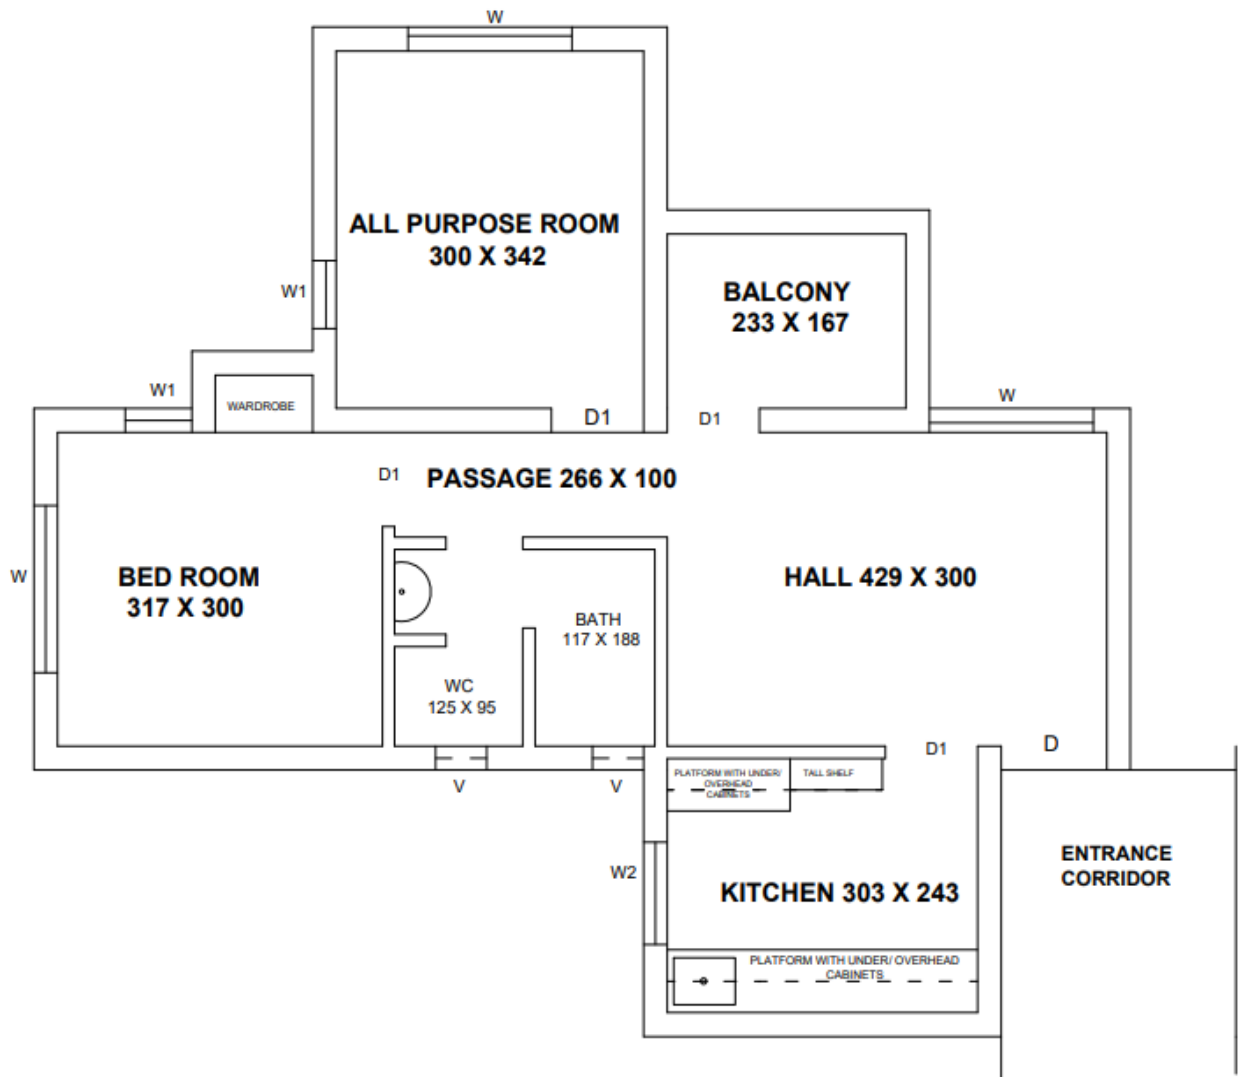 W
ALL PURPOSE ROOM
300 X 342
W1
BALCONY
233 X 167
W1
WARDROBE
W
D1
D1
D1
PASSAGE 266 X 100
W
BED ROOM
317 X 300
HALL 429 X 300
BATH
117 X 188
WC
125 X 95
D1
D
V
V
PLATFORM WITH UNDER/
OVERHEAD
CABINETS
TALL SHELF
W2
KITCHEN 303 X 243
ENTRANCE
CORRIDOR
PLATFORM WITH UNDER/ OVERHEAD
CABINETS